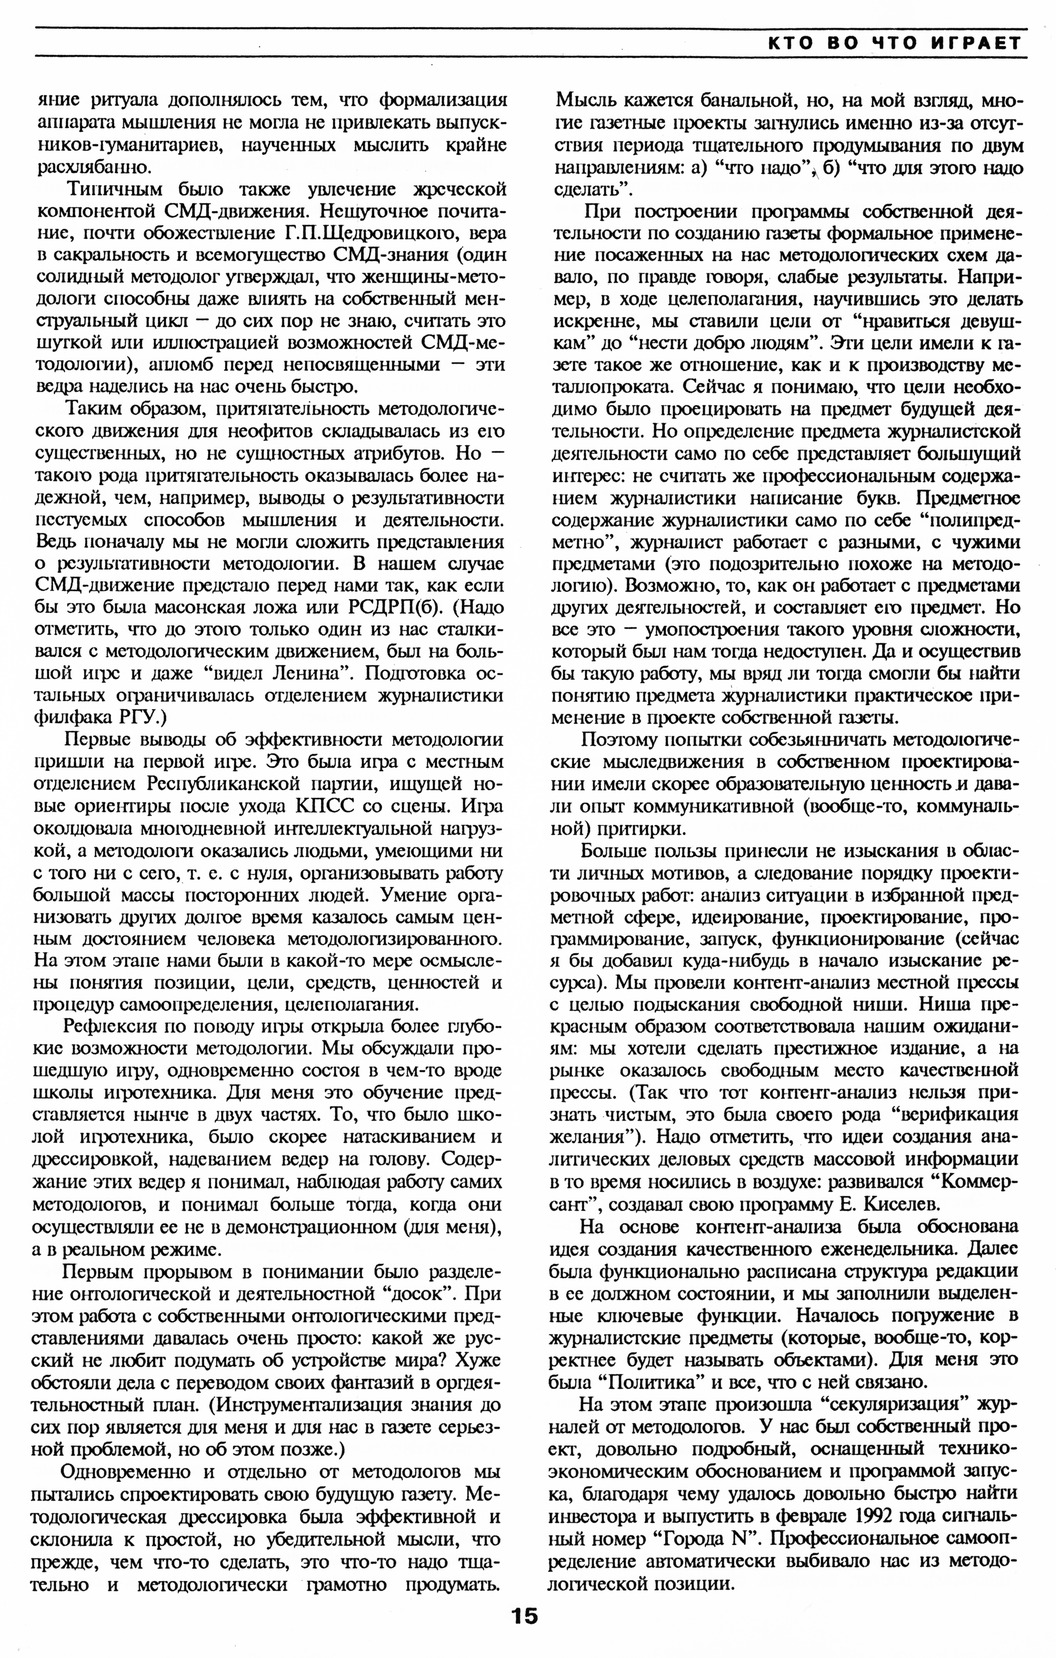 КТО ВО ЧТО ИГРАЕТ
яние ритуала дополнялось тем, что формализация
аппарата мышления не могла не привлекать выпуск-
ников-гуманитариев, наученных мыслить крайне
расхлябанно.
Типичным было также увлечение жреческой
компонентой СМД-движения. Нешуточное почита-
ние, почти обожествление Г.П.Щедровицкого, вера
в сакральность и всемогущество СМД-знания (один
солидный методолог утверждал, что женщины-мето-
дологи способны даже влиять на собственный мен-
струальный цикл — до сих пор не знаю, считать это
шуткой или иллюстрацией возможностей СМД-ме-
тодологии), апломб перед непосвященными — эти
ведра наделись на нас очень быстро.
Таким образом, притягательность методологиче-
ского движения для неофитов складывалась из его
существенных, но не сущностных атрибутов. Но —
такого рода притягательность оказывалась более на-
дежной, чем, например, выводы о результативности
пестуемых способов мышления и деятельности.
Ведь поначалу мы не могли сложить представления
о результативности методологии. В нашем случае
СМД-движение предстало перед нами так, как если
бы это была масонская ложа или РСДРП(б). (Надо
отметить, что до этого только один из нас сталки-
вался с методологическим движением, был на боль-
шой игре и даже “видел Ленина”. Подготовка ос-
тальных ограничивалась отделением журналистики
филфака РГУ.)
Первые выводы об эффективности методологии
пришли на первой игре. Это была игра с местным
отделением Республиканской партии, ищущей но-
вые ориентиры после ухода КПСС со сцены. Игра
околдовала многодневной интеллектуальной нагруз-
кой, а методологи оказались людьми, умеющими ни
с того ни с сего, т. е. с нуля, организовывать работу
большой массы посторонних людей. Умение орга-
низовать других долгое время казалось самым цен-
ным достоянием человека методологизированного.
На этом этапе нами были в какой-то мере осмысле-
ны понятия позиции, цели, средств, ценностей и
процедур самоопределения, целеполагания.
Рефлексия по поводу игры открыла более глубо-
кие возможности методологии. Мы обсуждали про-
шедшую игру, одновременно состоя в чем-то вроде
школы игротехника. Для меня это обучение пред-
ставляется нынче в двух частях. То, что было шко-
лой игротехника, было скорее натаскиванием и
дрессировкой, надеванием ведер на голову. Содер-
жание этих ведер я понимал, наблюдая работу самих
методологов, и понимал больше тогда, когда они
осуществляли ее не в демонстрационном (для меня),
а в реальном режиме.
Первым прорывом в понимании было разделе-
ние онтологической и деятельностной “досок”. При
этом работа с собственными онтологическими пред-
ставлениями давалась очень просто: какой же рус-
ский не любит подумать об устройстве мира? Хуже
обстояли дела с переводом своих фантазий в оргдея-
тельностный план. (Инструментализация знания до
сих пор является для меня и для нас в газете серьез-
ной проблемой, но об этом позже.)
Одновременно и отдельно от методологов мы
пытались спроектировать свою будущую газету. Ме-
тодологическая дрессировка была эффективной и
склонила к простой, но убедительной мысли, что
прежде, чем что-то сделать, это что-то надо тща-
тельно и методологически грамотно продумать.
Мысль кажется банальной, но, на мой взгляд, мно-
гие газетные проекты загнулись именно из-за отсут-
ствия периода тщательного продумывания по двум
направлениям: а) “что надо”, б) “что для этого надо
сделать”.
При построении программы собственной дея-
тельности по созданию газеты формальное примене-
ние посаженных на нас методологических схем да-
вало, по правде говоря, слабые результаты. Напри-
мер, в ходе целеполагания, научившись это делать
искренне, мы ставили цели от “нравиться девуш-
кам” до “нести добро людям”. Эти цели имели к га-
зете такое же отношение, как и к производству ме-
таллопроката. Сейчас я понимаю, что цели необхо-
димо было проецировать на предмет будущей дея-
тельности. Но определение предмета журналистской
деятельности само по себе представляет большущий
интерес: не считать же профессиональным содержа-
нием журналистики написание букв. Предметное
содержание журналистики само по себе “полипред-
метно”, журналист работает с разными, с чужими
предметами (это подозрительно похоже на методо-
логию). Возможно, то, как он работает с предметами
других деятельностей, и составляет его предмет. Но
все это — умопостроения такого уровня сложности,
который был нам тогда недоступен. Да и осуществив
бы такую работу, мы вряд ли тогда смогли бы найти
понятию предмета журналистики практическое при-
менение в проекте собственной газеты.
Поэтому попытки собезьянничать методологиче-
ские мыследвижения в собственном проектирова-
нии имели скорее образовательную ценность и дава-
ли опыт коммуникативной (вообще-то, коммуналь-
ной) притирки.
Больше пользы принесли не изыскания в облас-
ти личных мотивов, а следование порядку проекти-
ровочных работ: анализ ситуации в избранной пред-
метной сфере, идеирование, проектирование, про-
граммирование, запуск, функционирование (сейчас
я бы добавил куда-нибудь в начало изыскание ре-
сурса). Мы провели контент-анализ местной прессы
с целью подыскания свободной ниши. Ниша пре-
красным образом соответствовала нашим ожидани-
ям: мы хотели сделать престижное издание, а на
рынке оказалось свободным место качественной
прессы. (Так что тот контент-анализ нельзя при-
знать чистым, это была своего рода “верификация
желания”). Надо отметить, что идеи создания ана-
литических деловых средств массовой информации
в то время носились в воздухе: развивался “Коммер-
сант”, создавал свою программу Е. Киселев.
На основе контент-анализа была обоснована
идея создания качественного еженедельника. Далее
была функционально расписана структура редакции
в ее должном состоянии, и мы заполнили выделен-
ные ключевые функции. Началось погружение в
журналистские предметы (которые, вообще-то, кор-
ректнее будет называть объектами). Для меня это
была “Политика” и все, что с ней связано.
На этом этапе произошла “секуляризация” жур-
налей от методологов. У нас был собственный про-
ект, довольно подробный, оснащенный технико-
экономическим обоснованием и программой запус-
ка, благодаря чему удалось довольно быстро найти
инвестора и выпустить в феврале 1992 года сигналь-
ный номер “Города N”. Профессиональное самооп-
ределение автоматически выбивало нас из методо-
логической позиции.
15